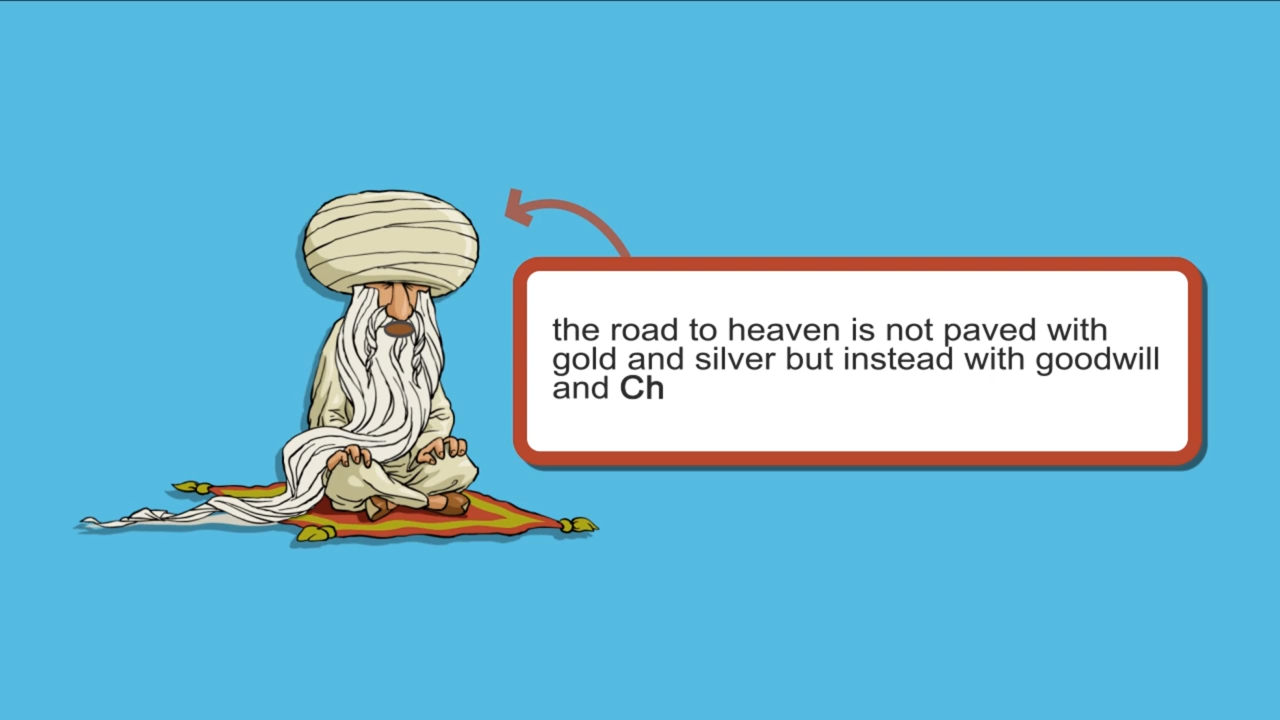 the road to heaven is not paved with
gold and silver but instead with goodwill
and Ch